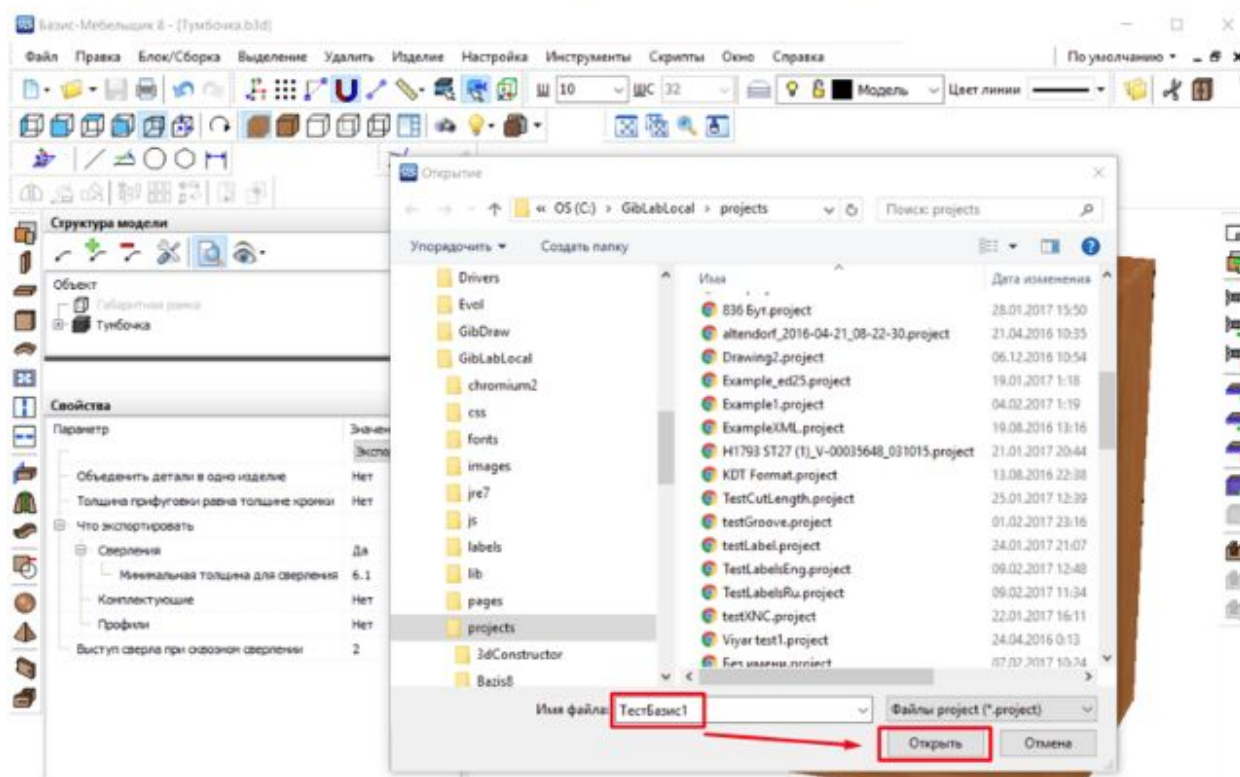 Базис-Мебельщик 8 - [Тумбочка.b3d]
Файл Правка Блок/Сборка Выделение Удалить Изделие Настройка Инструменты Скрипты Окно Справка По умолчанию
Ш 10 ШС 32 Модель Цвет линии
Открытие
« OS (C:) › GibLabLocal › projects Поиск: projects
Упорядочить Создать папку
Структура модели
Объект
Габаритная рамка
Тумбочка
Свойства
Параметр Значен
Экспо
Объеденить детали в одно изделие Нет
Толщина прифуговки равна толщине кромки Нет
Что экспортировать
Сверления Да
Минимальная толщина для сверления 6.1
Комплектующие Нет
Профили Нет
Выступ сверла при сквозном сверлении 2
Drivers
Evol
GibDraw
GibLabLocal
chromium2
css
fonts
images
jre7
js
labels
lib
pages
projects
3dConstructor
Bazis8
Имя Дата изменения
836 Бут.project 28.01.2017 15:50
altendorf_2016-04-21_08-22-30.project 21.04.2016 10:35
Drawing2.project 06.12.2016 10:54
Example_ed25.project 19.01.2017 1:18
Example1.project 04.02.2017 1:19
ExampleXML.project 19.08.2016 13:16
H1793 ST27 (1)_V-00035648_031015.project 21.01.2017 20:44
KDT Format.project 13.08.2016 22:38
TestCutLength.project 25.01.2017 12:39
testGroove.project 01.02.2017 23:16
testLabel.project 24.01.2017 21:07
TestLabelsEng.project 09.02.2017 12:48
TestLabelsRu.project 09.02.2017 11:34
testXNC.project 22.01.2017 16:11
Viyar test1.project 24.04.2016 0:13
Без имени.project 07.02.2017 10:24
Имя файла: ТестБазис1 Файлы project (*.project)
Открыть Отмена